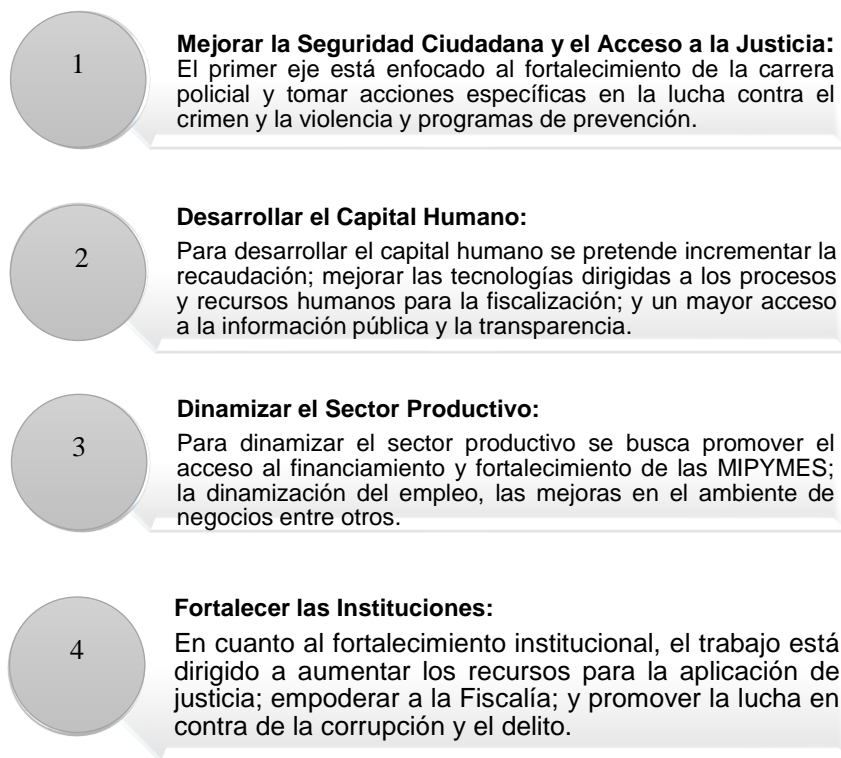 1
Mejorar la Seguridad Ciudadana y el Acceso a la Justicia:
El primer eje está enfocado al fortalecimiento de la carrera
policial y tomar acciones específicas en la lucha contra el
crimen y la violencia y programas de prevención.
2
Desarrollar el Capital Humano:
Para desarrollar el capital humano se pretende incrementar la
recaudación; mejorar las tecnologías dirigidas a los procesos
y recursos humanos para la fiscalización; y un mayor acceso
a la información pública y la transparencia.
3
Dinamizar el Sector Productivo:
Para dinamizar el sector productivo se busca promover el
acceso al financiamiento y fortalecimiento de las MIPYMES;
la dinamización del empleo, las mejoras en el ambiente de
negocios entre otros.
4
Fortalecer las Instituciones:
En cuanto al fortalecimiento institucional, el trabajo está
dirigido a aumentar los recursos para la aplicación de
justicia; empoderar a la Fiscalía; y promover la lucha en
contra de la corrupción y el delito.